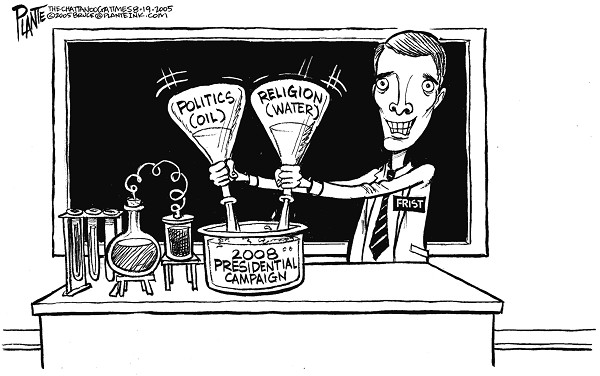 PLANTE
THE CHATTANOOGA TIMES 8-19-2005
©2005 BRUCE@PLANTEINK.COM
POLITICS
(OIL)
RELIGION
(WATER)
FRIST
2008
PRESIDENTIAL
CAMPAIGN